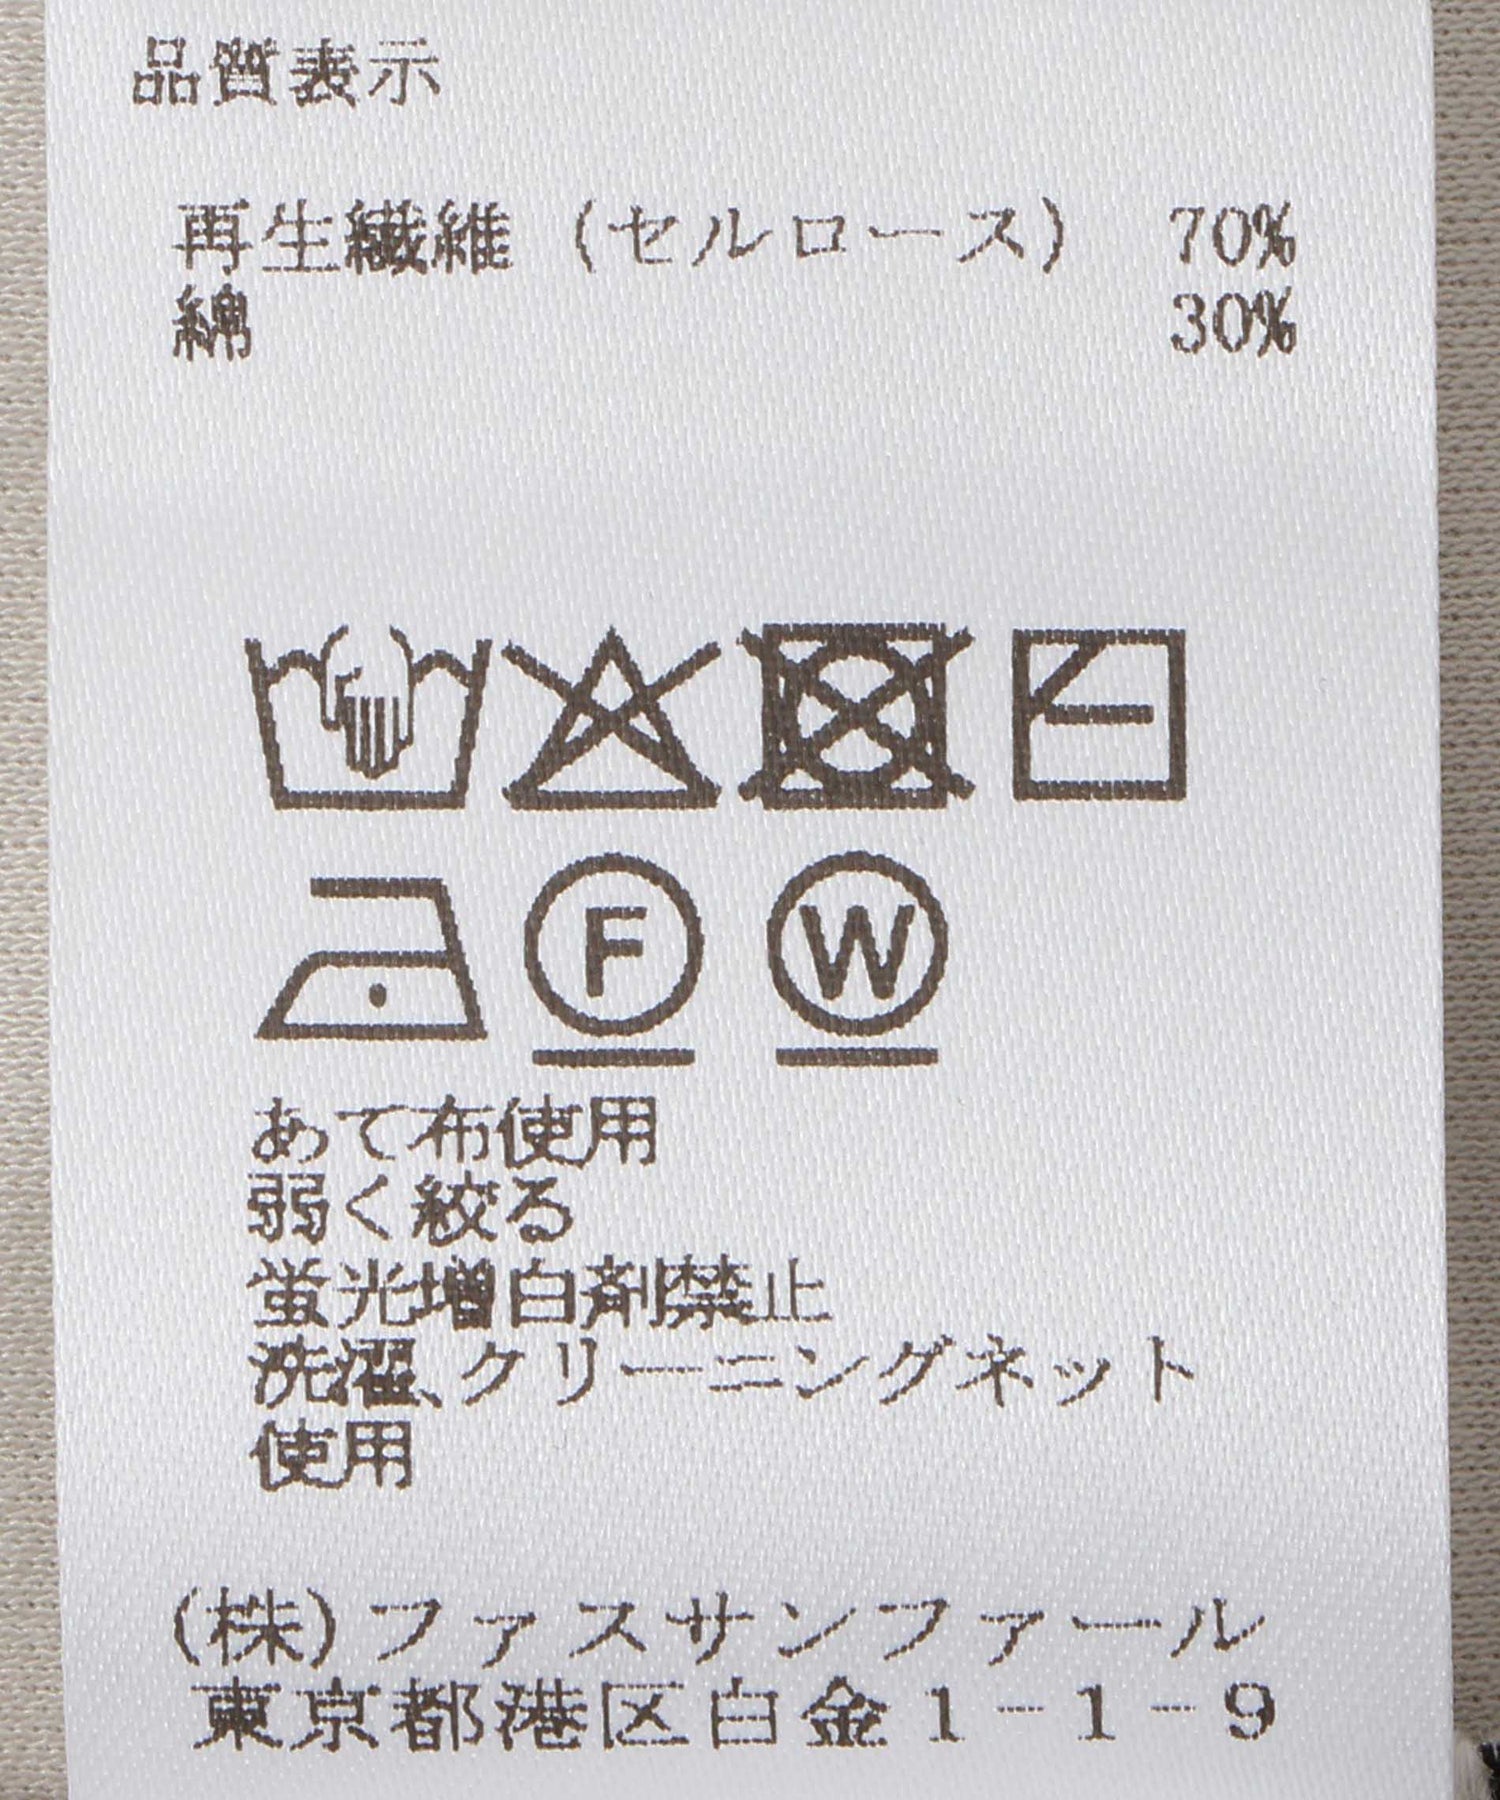 品質表示
再生繊維(セルロース) 70%
綿 30%
F W
あて布使用
弱く絞る
蛍光増白剤禁止
洗濯、クリーニングネット
使用
(株)ファスサンファール
東京都港区白金1-1-9